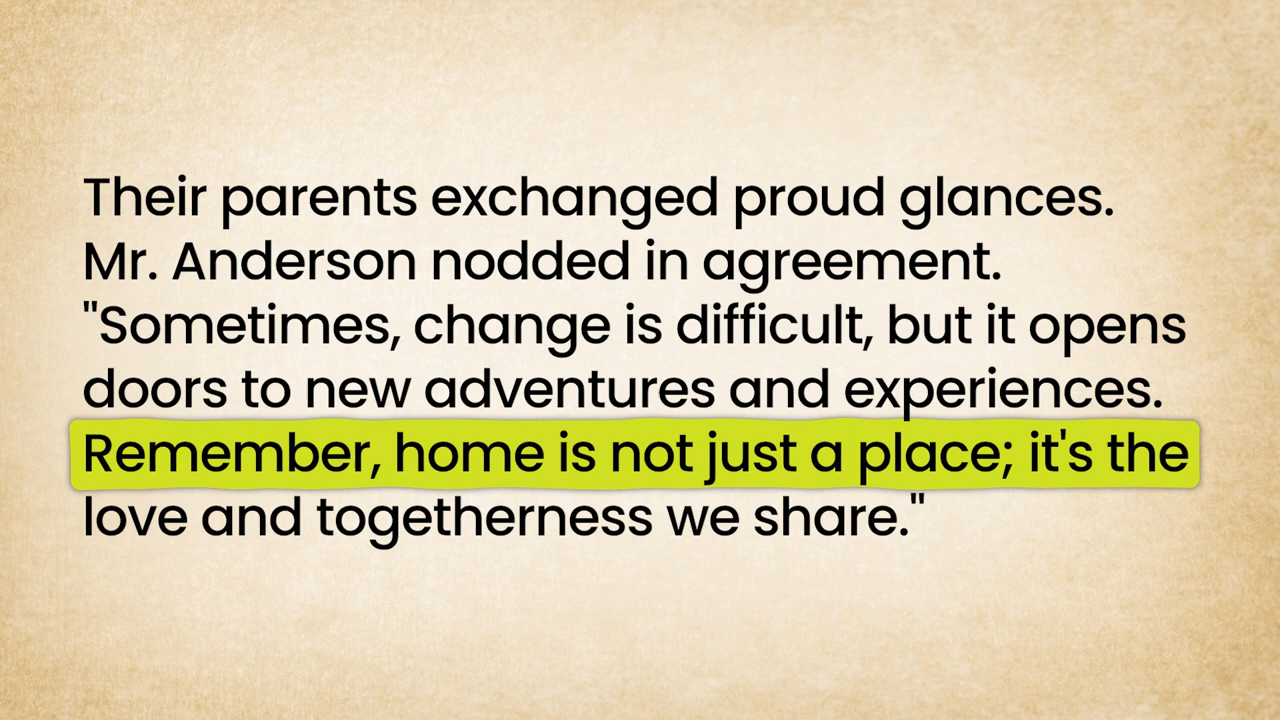 Their parents exchanged proud glances.
Mr. Anderson nodded in agreement.
"Sometimes, change is difficult, but it opens
doors to new adventures and experiences.
Remember, home is not just a place; it's the
love and togetherness we share."